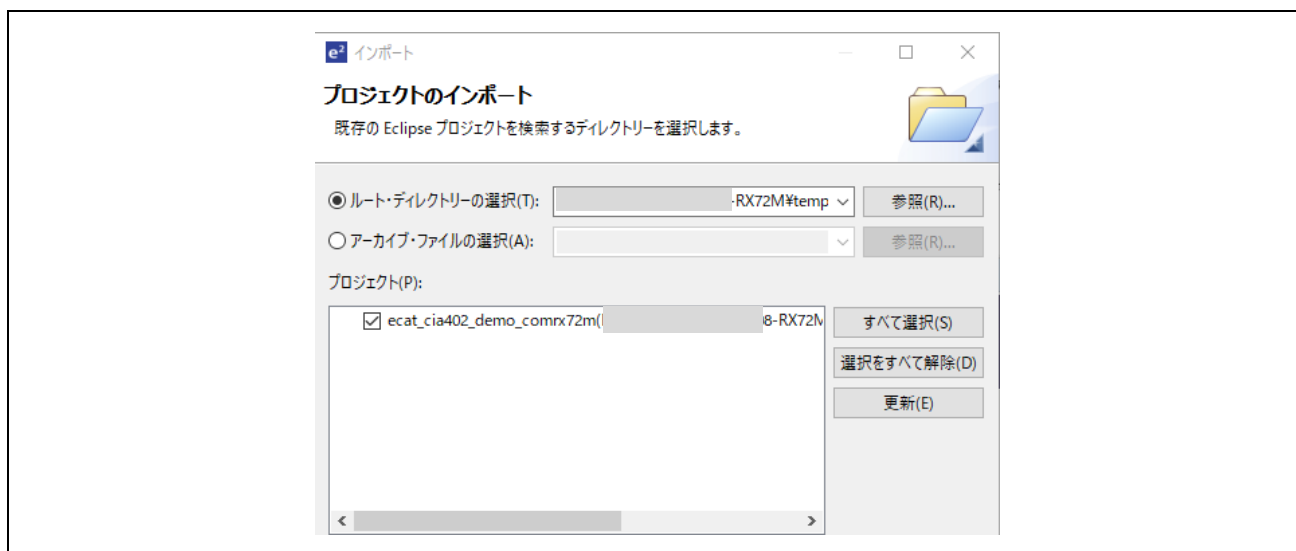 e² インポート
プロジェクトのインポート
既存の Eclipse プロジェクトを検索するディレクトリーを選択します。
ルート・ディレクトリーの選択(T): -RX72M¥temp 参照(R)...
アーカイブ・ファイルの選択(A): 参照(R)...
プロジェクト(P):
ecat_cia402_demo_comrx72m( 8-RX72M すべて選択(S)
選択をすべて解除(D)
更新(E)